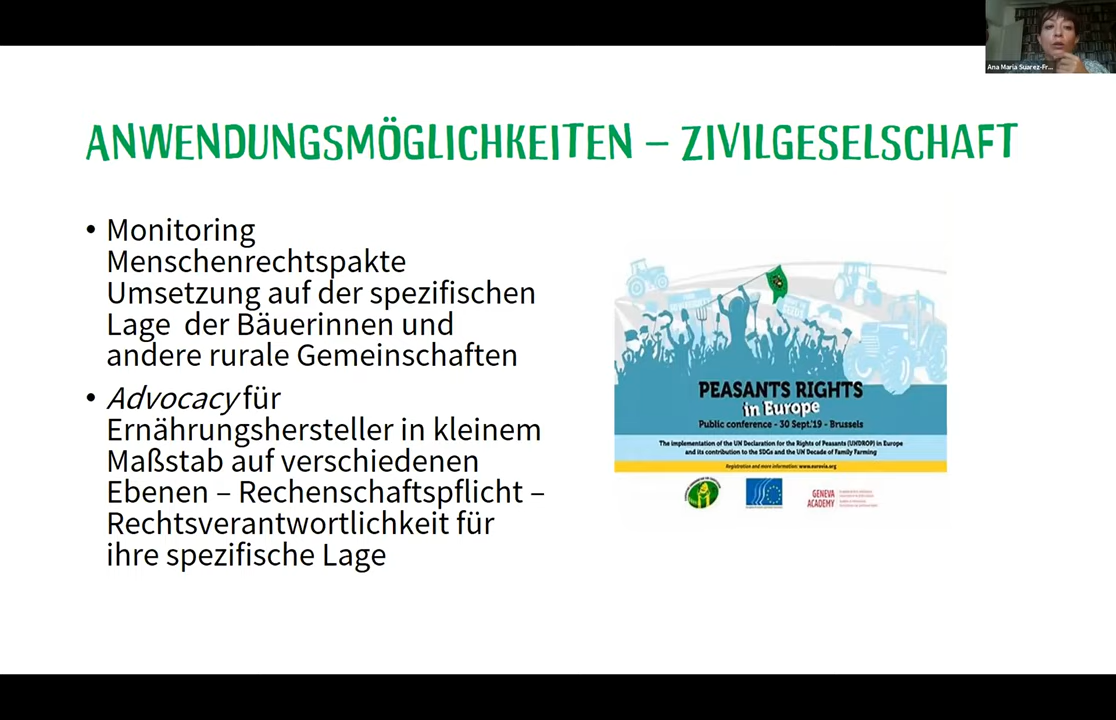 Ana Maria Suarez-Fr...
ANWENDUNGSMÖGLICHKEITEN – ZIVILGESELSCHAFT
• Monitoring
Menschenrechtspakte
Umsetzung auf der spezifischen
Lage der Bäuerinnen und
andere rurale Gemeinschaften
• Advocacy für
Ernährungshersteller in kleinem
Maßstab auf verschiedenen
Ebenen – Rechenschaftspflicht –
Rechtsverantwortlichkeit für
ihre spezifische Lage
PEASANTS RIGHTS
in Europe
Public conference - 30 Sept.'19 - Brussels
The implementation of the UN Declaration for the Rights of Peasants (UNDROP) in Europe
and its contribution to the SDGs and the UN Decade of Family Farming
Registration and more information: www.eurovia.org
GENEVA
ACADEMY